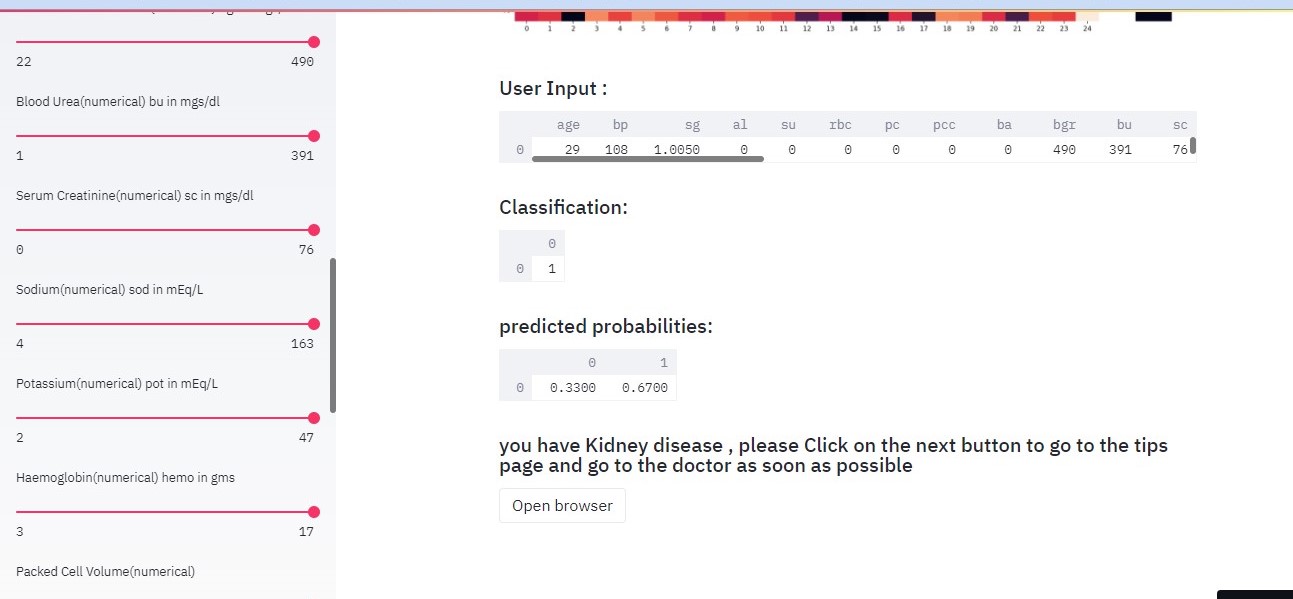 22 490
Blood Urea(numerical) bu in mgs/dl
1 391
Serum Creatinine(numerical) sc in mgs/dl
0 76
Sodium(numerical) sod in mEq/L
4 163
Potassium(numerical) pot in mEq/L
2 47
Haemoglobin(numerical) hemo in gms
3 17
Packed Cell Volume(numerical)
0 1 2 3 4 5 6 7 8 9 10 11 12 13 14 15 16 17 18 19 20 21 22 23 24
User Input :
age bp sg al su rbc pc pcc ba bgr bu sc
0 29 108 1.0050 0 0 0 0 0 0 490 391 76
Classification:
0
0 1
predicted probabilities:
0 1
0 0.3300 0.6700
you have Kidney disease , please Click on the next button to go to the tips
page and go to the doctor as soon as possible
Open browser